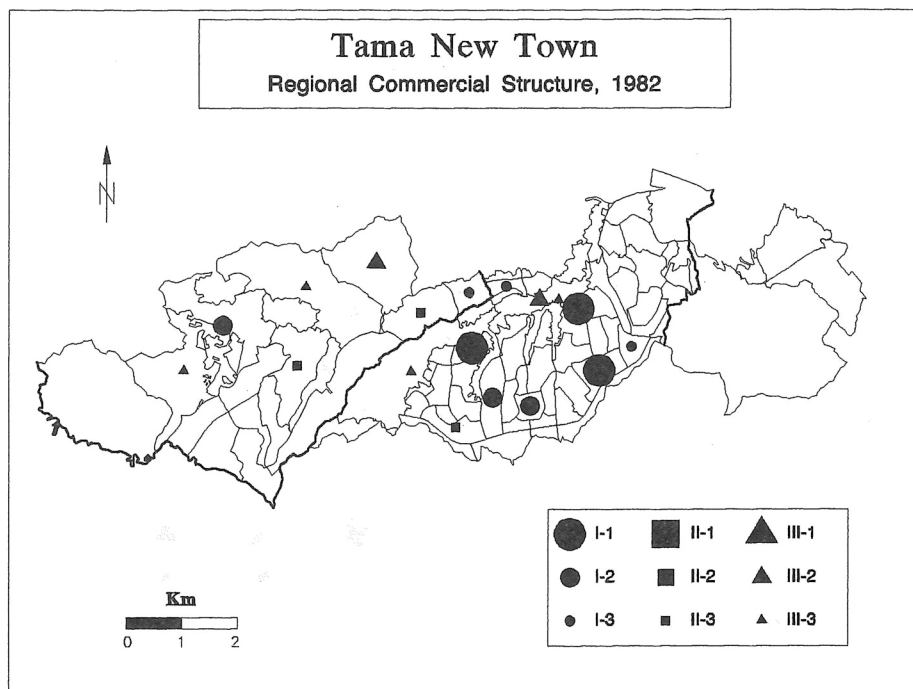 Tama New Town
Regional Commercial Structure, 1982
N
I-1 II-1 III-1
I-2 II-2 III-2
I-3 II-3 III-3
Km
0 1 2